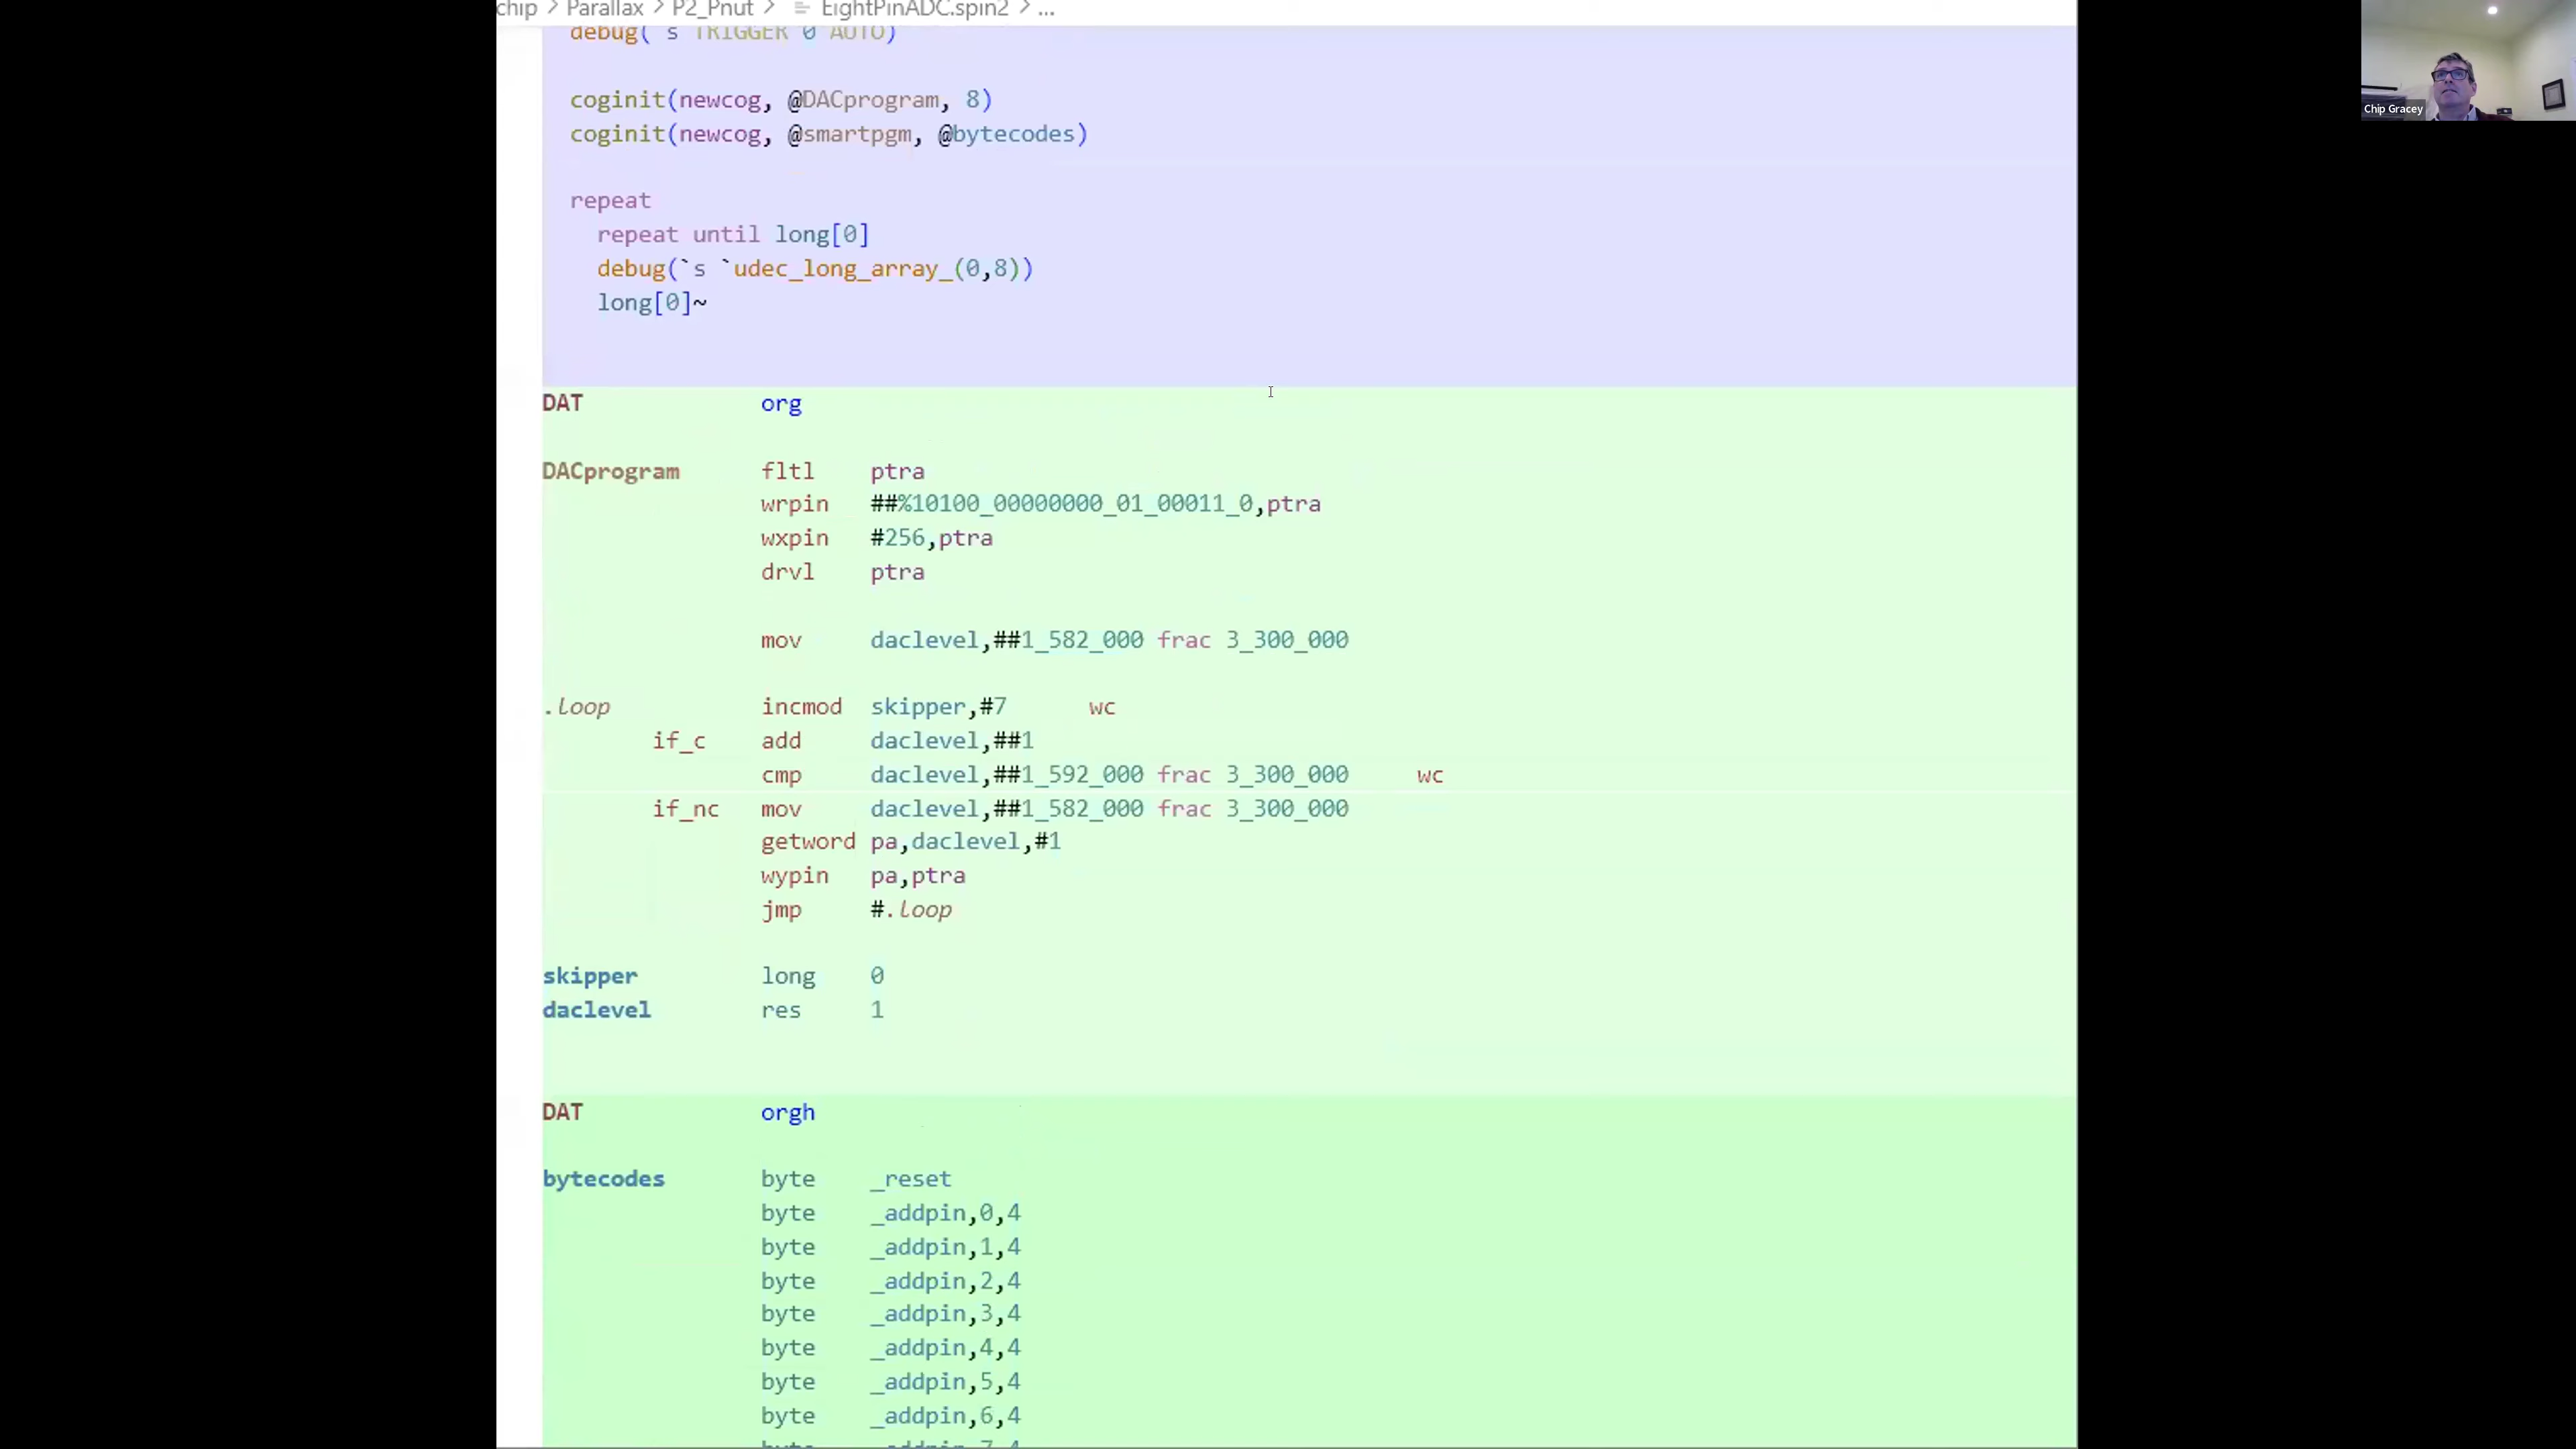 chip > Parallax > P2_Pnut > EightPinADC.spin2 > ...
debug(`s TRIGGER 0 AUTO)
coginit(newcog, @DACprogram, 8)
coginit(newcog, @smartpgm, @bytecodes)
repeat
repeat until long[0]
debug(`s `udec_long_array_(0,8))
long[0]~
DAT org
DACprogram fltl ptra
wrpin ##%10100_00000000_01_00011_0,ptra
wxpin #256,ptra
drvl ptra
mov daclevel,##1_582_000 frac 3_300_000
.loop incmod skipper,#7 wc
if_c add daclevel,##1
cmp daclevel,##1_592_000 frac 3_300_000 wc
if_nc mov daclevel,##1_582_000 frac 3_300_000
getword pa,daclevel,#1
wypin pa,ptra
jmp #.loop
skipper long 0
daclevel res 1
DAT orgh
bytecodes byte _reset
byte _addpin,0,4
byte _addpin,1,4
byte _addpin,2,4
byte _addpin,3,4
byte _addpin,4,4
byte _addpin,5,4
byte _addpin,6,4
Chip Gracey